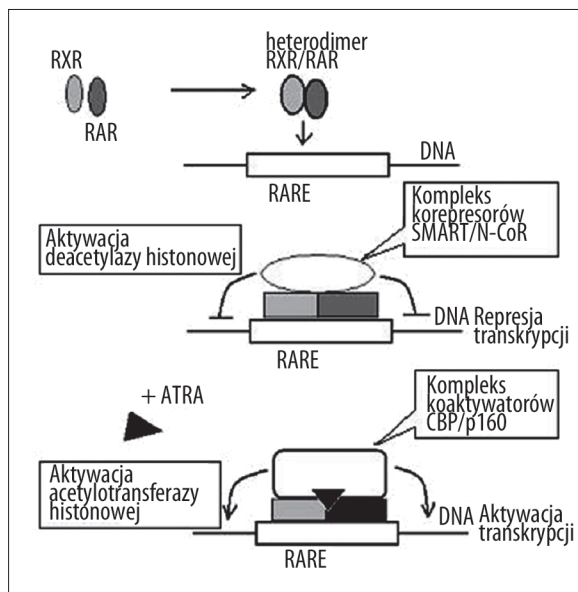 heterodimer
RXR/RAR
RXR
RAR
DNA
RARE
Kompleks
korepresorów
SMART/N-CoR
Aktywacja
deacetylazy histonowej
DNA Represja
transkrypcji
RARE
+ ATRA
Kompleks
koaktywatorów
CBP/p160
Aktywacja
acetylotransferazy
histonowej
DNA Aktywacja
transkrypcji
RARE